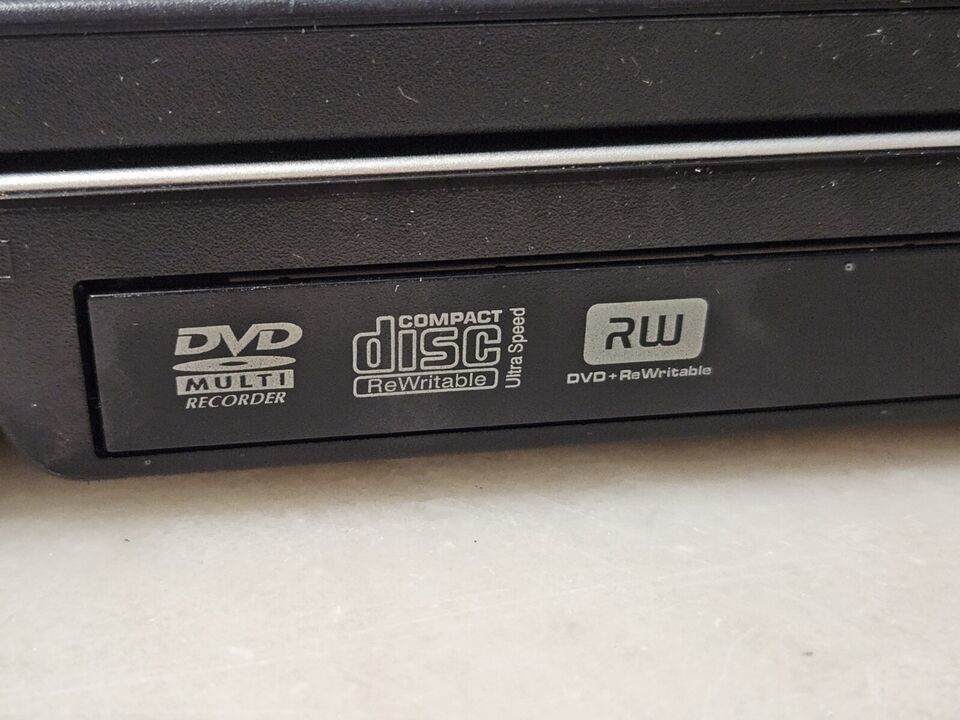 DVD
MULTI
RECORDER
COMPACT
disc
ReWritable
Ultra Speed
RW
DVD+ReWritable